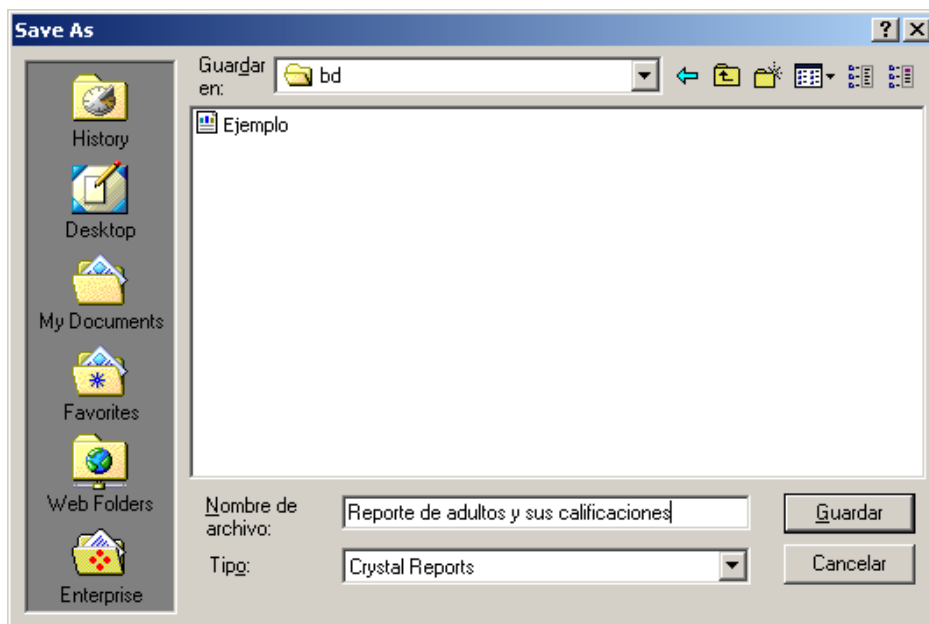 Save As
Guardar
en:
bd
History
Desktop
My Documents
Favorites
Web Folders
Enterprise
Ejemplo
Nombre de
archivo:
Reporte de adultos y sus calificaciones
Guardar
Tipo:
Crystal Reports
Cancelar